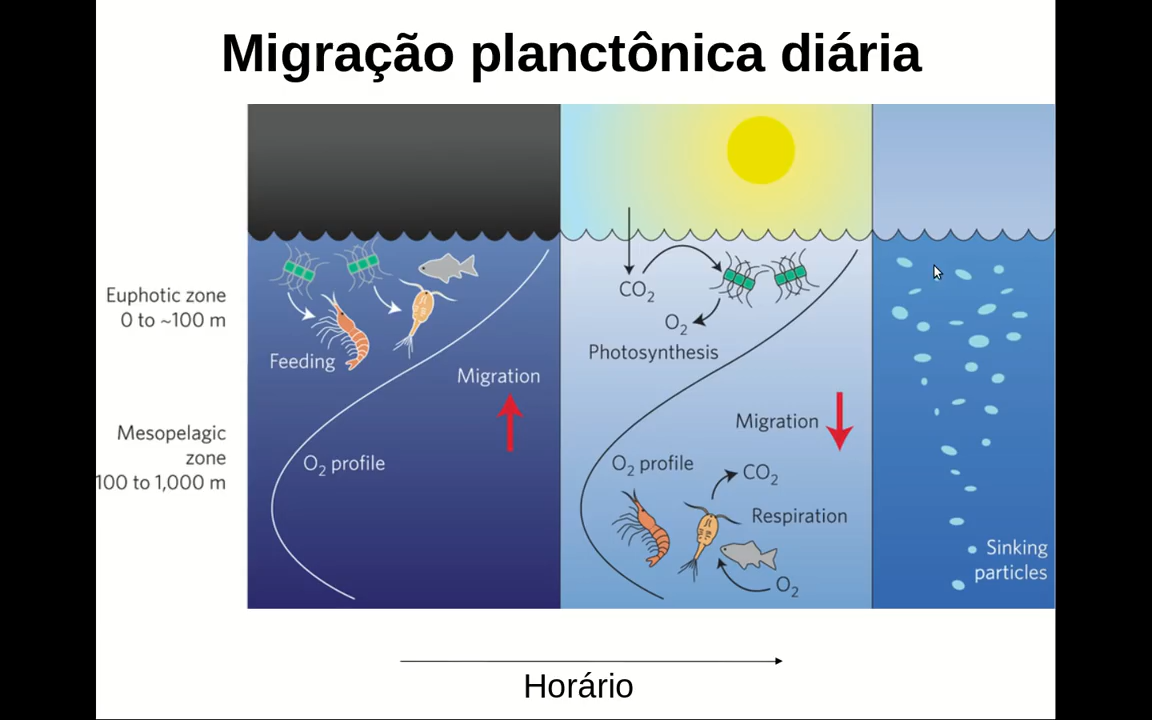 Migração planctônica diária
Euphotic zone
0 to ~100 m
Mesopelagic
zone
100 to 1,000 m
Feeding
Migration
O₂ profile
CO₂
O₂
Photosynthesis
Migration
O₂ profile
CO₂
Respiration
O₂
Sinking
particles
Horário